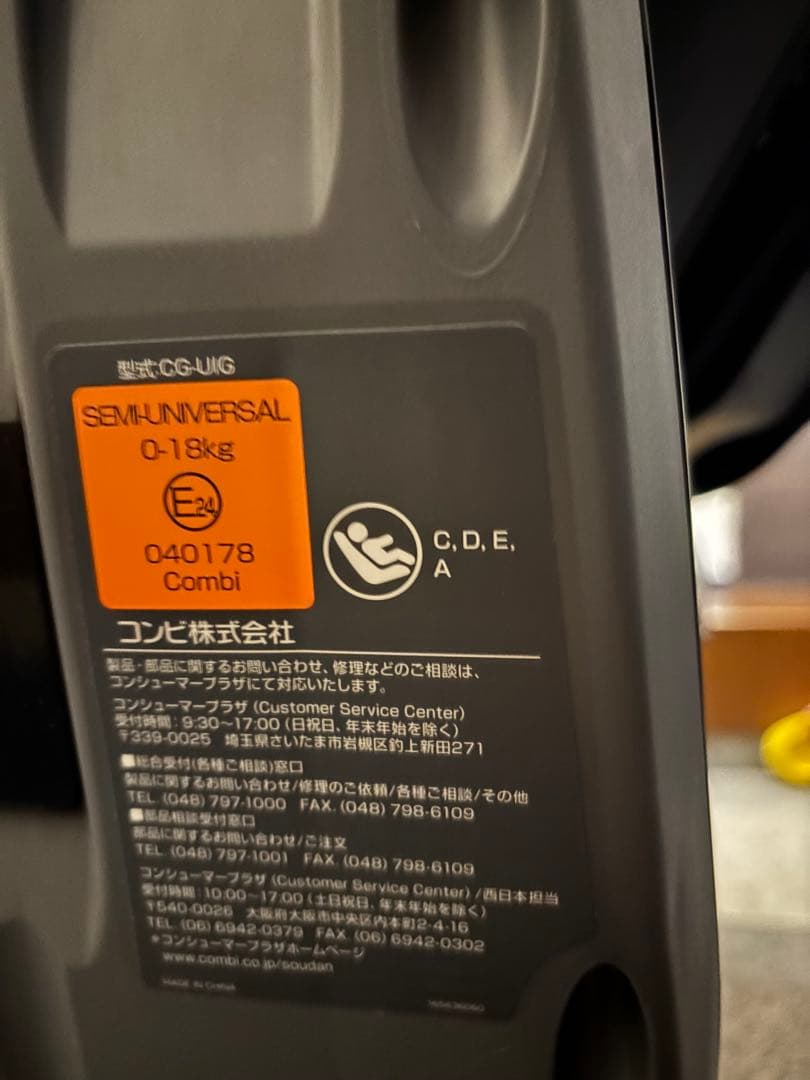 型式:CG-UIG
SEMI-UNIVERSAL
0-18kg
E24
040178
Combi
C, D, E,
A
コンビ株式会社
製品・部品に関するお問い合わせ、修理などのご相談は、
コンシューマープラザにて対応いたします。
コンシューマープラザ (Customer Service Center)
受付時間:9:30~17:00 (日祝日、年末年始を除く)
〒339-0025 埼玉県さいたま市岩槻区釣上新田271
■総合受付(各種ご相談)窓口
製品に関するお問い合わせ/修理のご依頼/各種ご相談/その他
TEL (048) 797-1000 FAX. (048) 798-6109
■部品相談受付窓口
部品に関するお問い合わせ/ご注文
TEL (048) 797-1001 FAX (048) 798-6109
コンシューマープラザ (Customer Service Center) /西日本担当
受付時間:10:00~17:00 (土日祝日、年末年始を除く)
〒540-0026 大阪府大阪市中央区内本町2-4-16
TEL (06) 6942-0379 FAX (06) 6942-0302
*コンシューマープラザホームページ
www.combi.co.jp/soudan
MADE IN